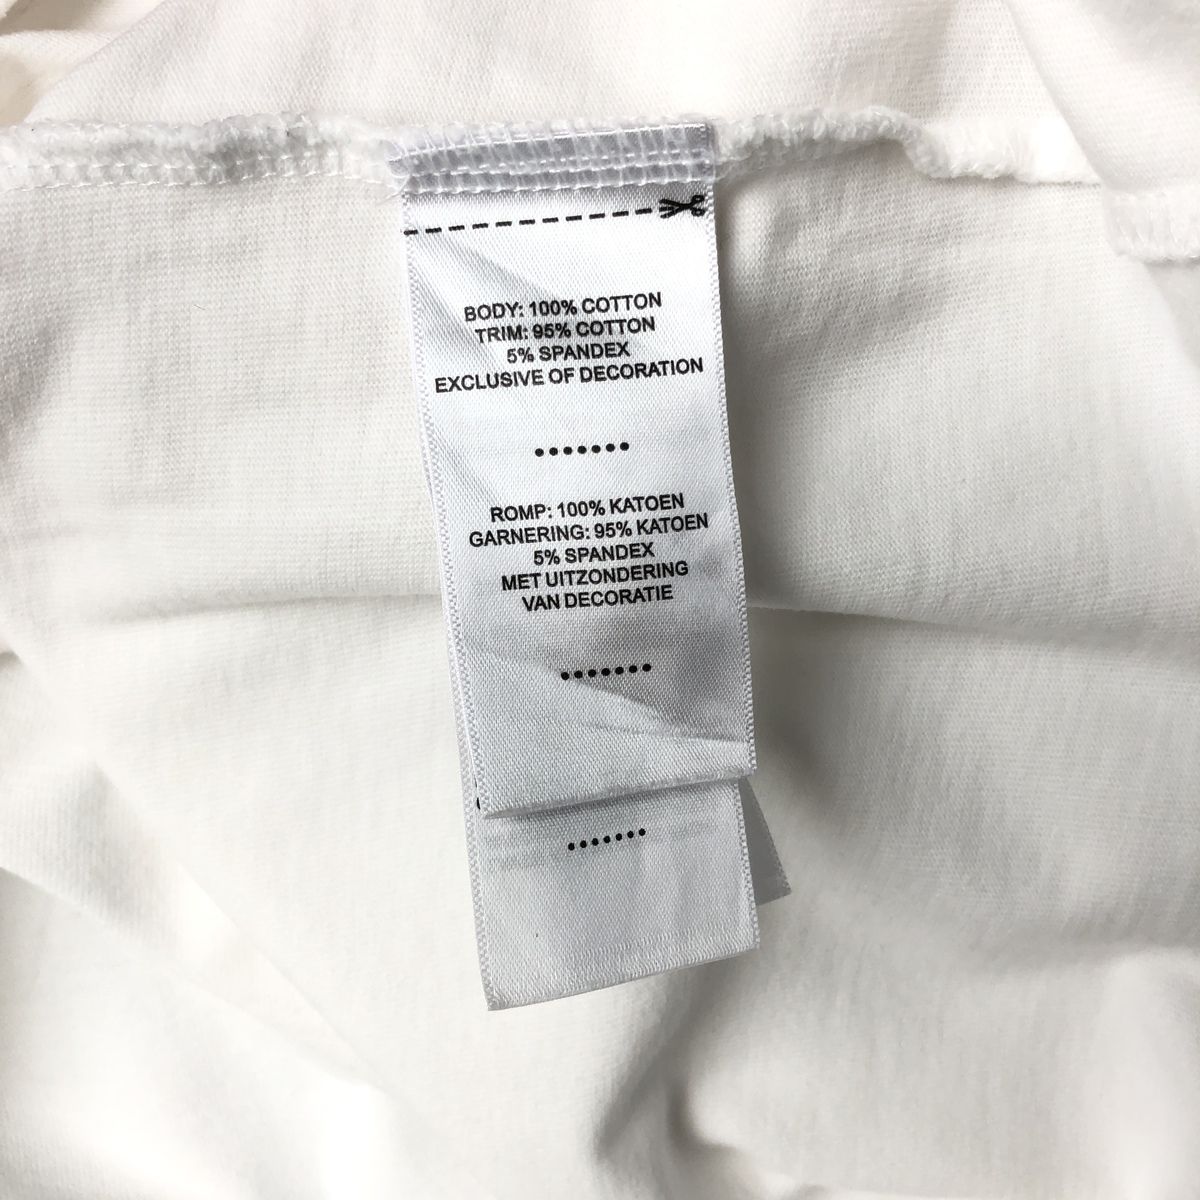 BODY: 100% COTTON
TRIM: 95% COTTON
5% SPANDEX
EXCLUSIVE OF DECORATION
•••••••
ROMP: 100% KATOEN
GARNERING: 95% KATOEN
5% SPANDEX
MET UITZONDERING
VAN DECORATIE
•••••••
•••••••